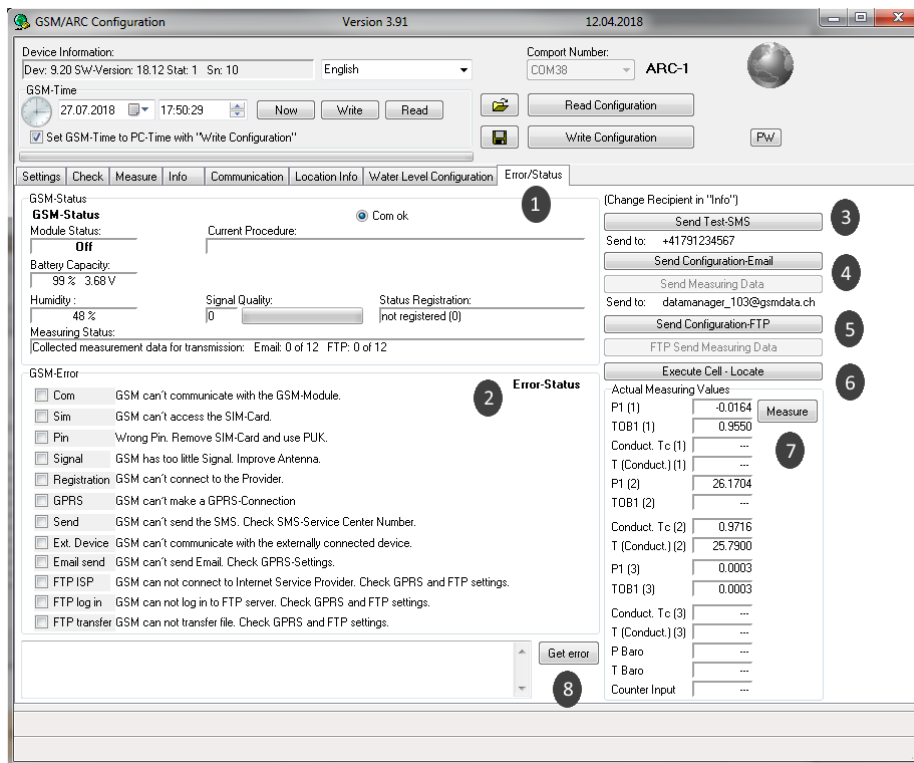 GSM/ARC Configuration Version 3.91 12.04.2018
Device Information:
Dev: 9.20 SW-Version: 18.12 Stat: 1 Sn: 10
English
Comport Number:
COM38
ARC-1
GSM-Time
27.07.2018 17:50:29 Now Write Read
Set GSM-Time to PC-Time with "Write Configuration"
Read Configuration
Write Configuration
PW
Settings Check Measure Info Communication Location Info Water Level Configuration Error/Status
1
GSM-Status
GSM-Status
Com ok
Module Status:
Off
Current Procedure:
Battery Capacity:
99 % 3.68 V
Humidity :
48 %
Signal Quality:
0
Status Registration:
not registered (0)
Measuring Status:
Collected measurement data for transmission: Email: 0 of 12 FTP: 0 of 12
GSM-Error
2
Error-Status
Com GSM can´t communicate with the GSM-Module.
Sim GSM can´t access the SIM-Card.
Pin Wrong Pin. Remove SIM-Card and use PUK.
Signal GSM has too little Signal. Improve Antenna.
Registration GSM can´t connect to the Provider.
GPRS GSM can´t make a GPRS-Connection
Send GSM can´t send the SMS. Check SMS-Service Center Number.
Ext. Device GSM can´t communicate with the externally connected device.
Email send GSM can´t send Email. Check GPRS-Settings.
FTP ISP GSM can not connect to Internet Service Provider. Check GPRS and FTP settings.
FTP log in GSM can not log in to FTP server. Check GPRS and FTP settings.
FTP transfer GSM can not transfer file. Check GPRS and FTP settings.
Get error
8
(Change Recipient in "Info")
Send Test-SMS
3
Send to: +41791234567
Send Configuration-Email
4
Send Measuring Data
Send to: datamanager_103@gsmdata.ch
Send Configuration-FTP
5
FTP Send Measuring Data
Execute Cell - Locate
6
Actual Measuring Values
P1 (1) -0.0164
Measure
7
TOB1 (1) 0.9550
Conduct. Tc (1) ---
T (Conduct.) (1) ---
P1 (2) 26.1704
TOB1 (2) ---
Conduct. Tc (2) 0.9716
T (Conduct.) (2) 25.7900
P1 (3) 0.0003
TOB1 (3) 0.0003
Conduct. Tc (3) ---
T (Conduct.) (3) ---
P Baro ---
T Baro ---
Counter Input ---